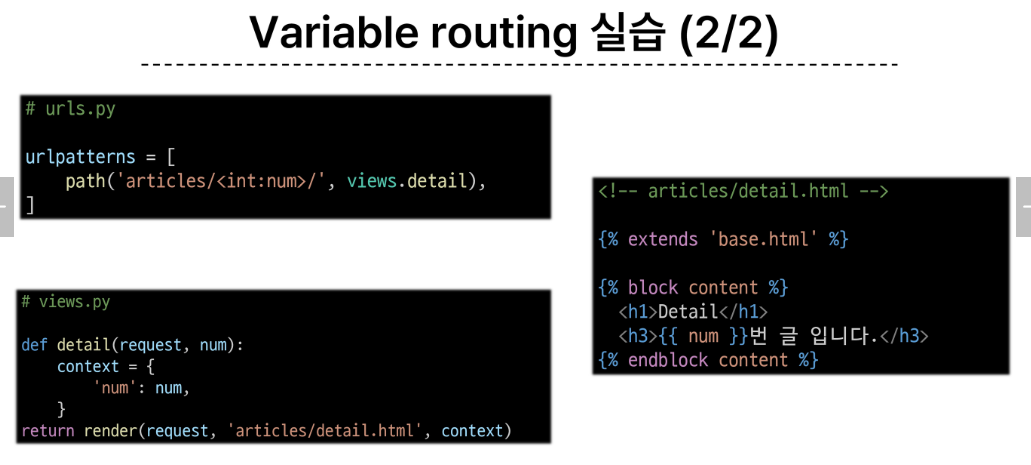 Variable routing 실습 (2/2)
# urls.py
urlpatterns = [
    path('articles/<int:num>/', views.detail),
]
# views.py
def detail(request, num):
    context = {
        'num': num,
    }
return render(request, 'articles/detail.html', context)
<!-- articles/detail.html -->
{% extends 'base.html' %}
{% block content %}
  <h1>Detail</h1>
  <h3>{{ num }}번 글 입니다.</h3>
{% endblock content %}